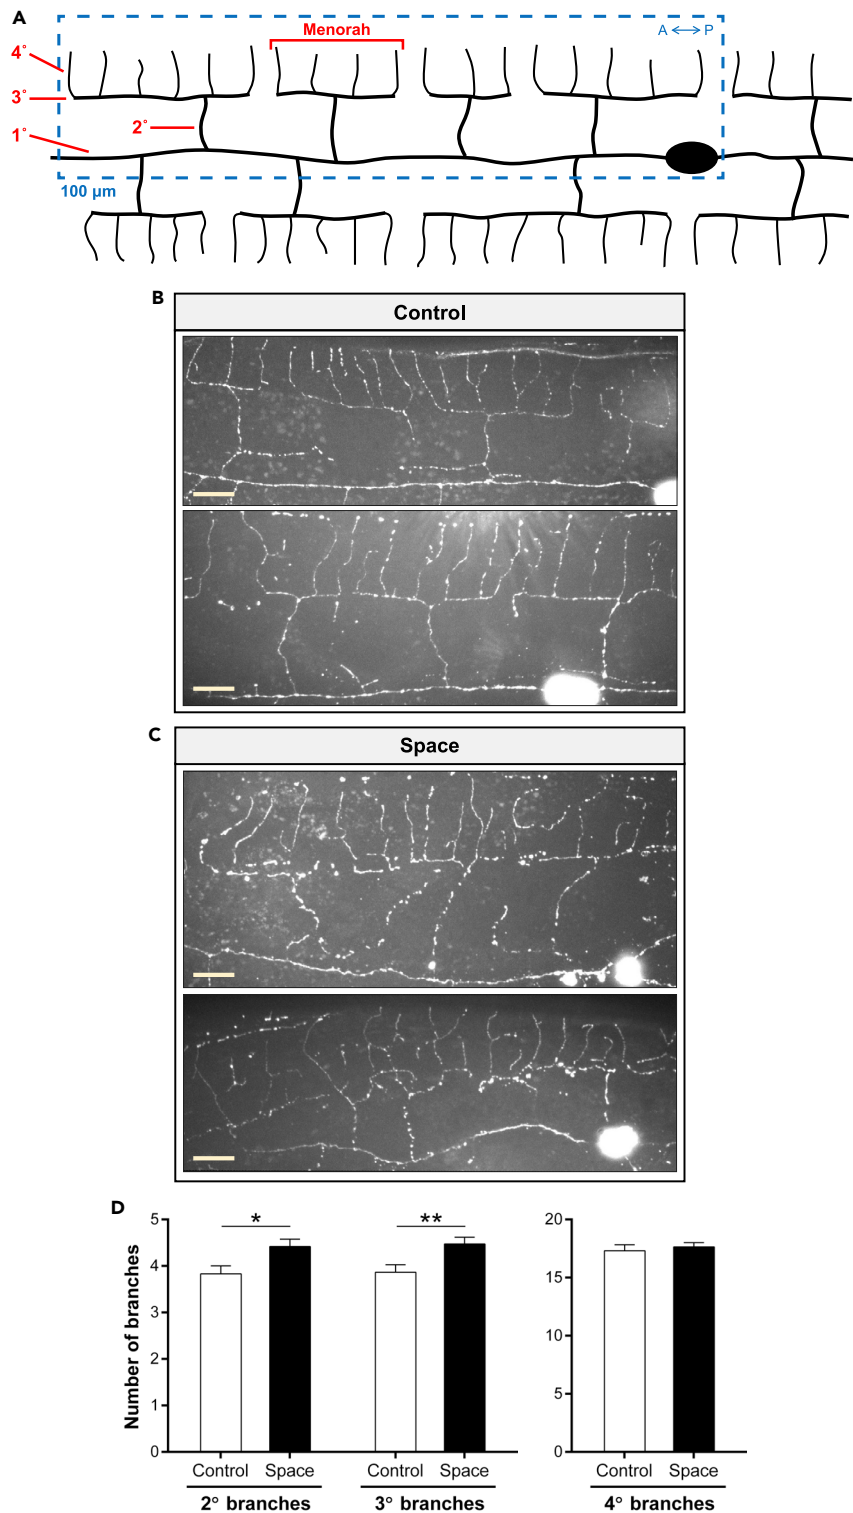 A
Menorah
A ⟷ P
4°
3°
2°
1°
100 µm
B
Control
C
Space
D
Number of branches
5
4
3
2
1
0
*
**
Control Space Control Space
2° branches 3° branches
20
15
10
5
0
Control Space
4° branches